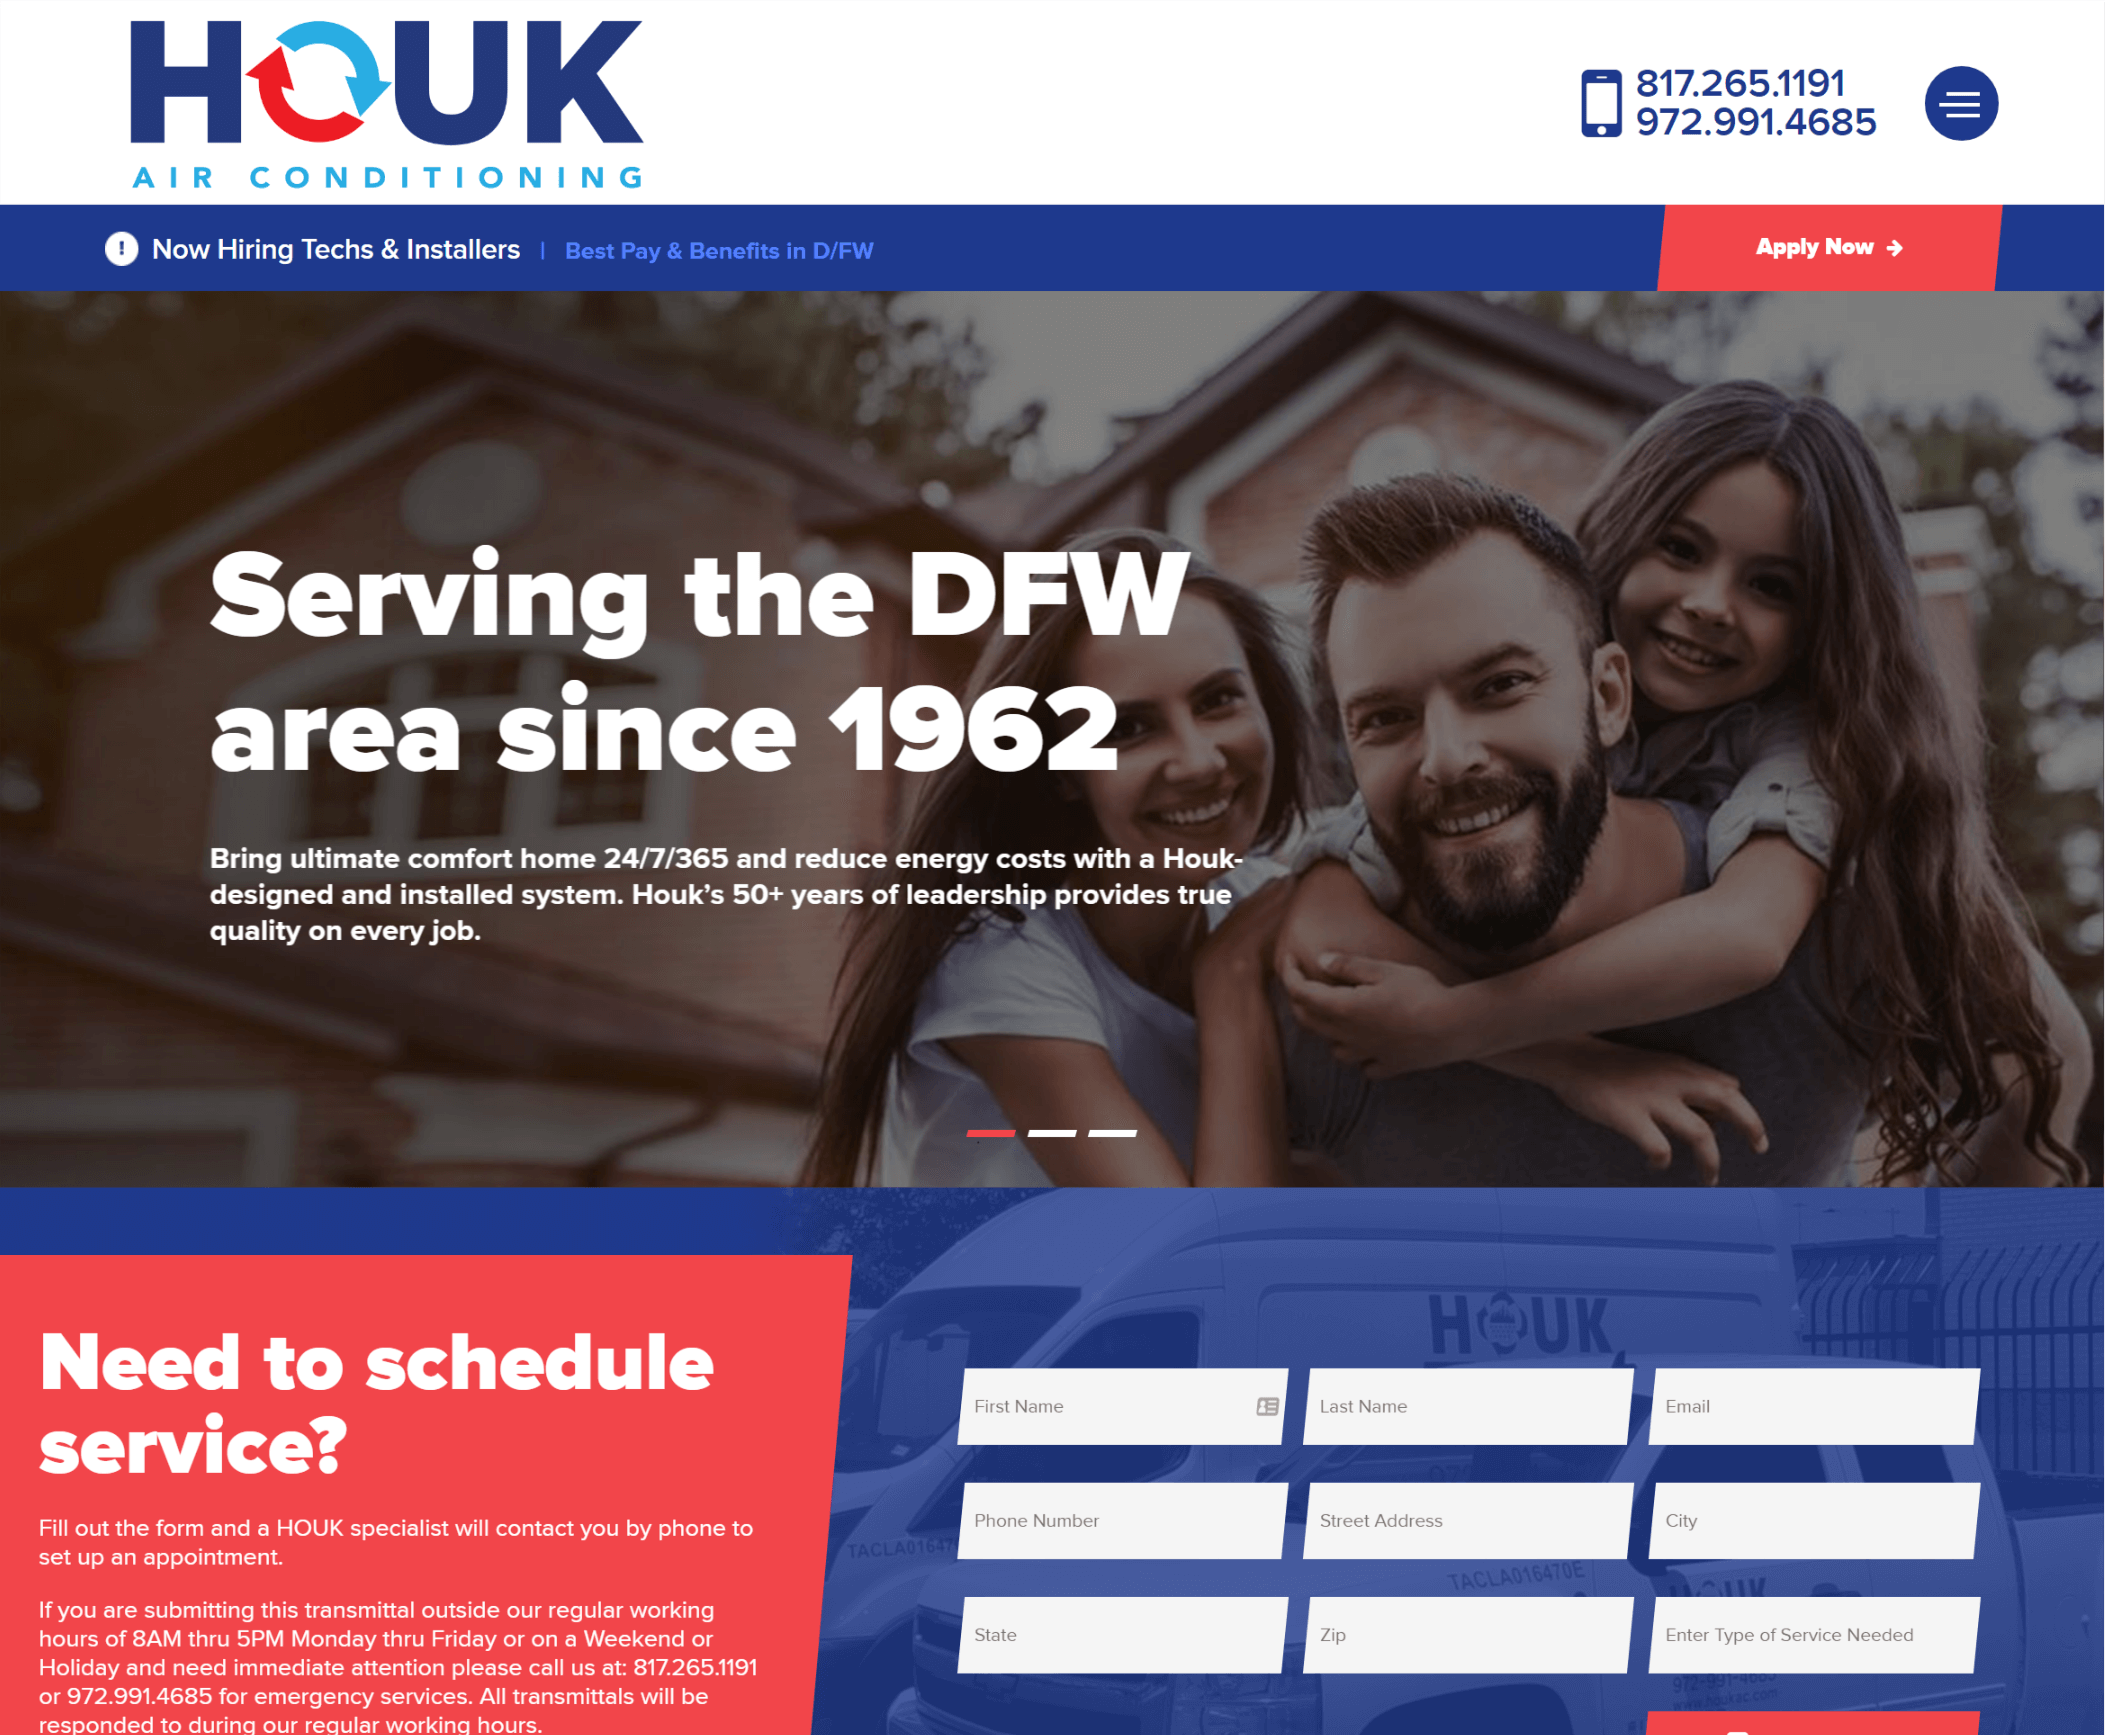 HOUK
AIR CONDITIONING
817.265.1191
972.991.4685
Now Hiring Techs & Installers | Best Pay & Benefits in D/FW
Apply Now
Serving the DFW
area since 1962
Bring ultimate comfort home 24/7/365 and reduce energy costs with a Houk-
designed and installed system. Houk’s 50+ years of leadership provides true
quality on every job.
Need to schedule
service?
Fill out the form and a HOUK specialist will contact you by phone to
set up an appointment.
If you are submitting this transmittal outside our regular working
hours of 8AM thru 5PM Monday thru Friday or on a Weekend or
Holiday and need immediate attention please call us at: 817.265.1191
or 972.991.4685 for emergency services. All transmittals will be
responded to during our regular working hours.
HOUK
First Name
Last Name
Email
Phone Number
Street Address
City
TACLA016470E
HOUK
State
Zip
Enter Type of Service Needed
972-991-4685
www.houkac.com